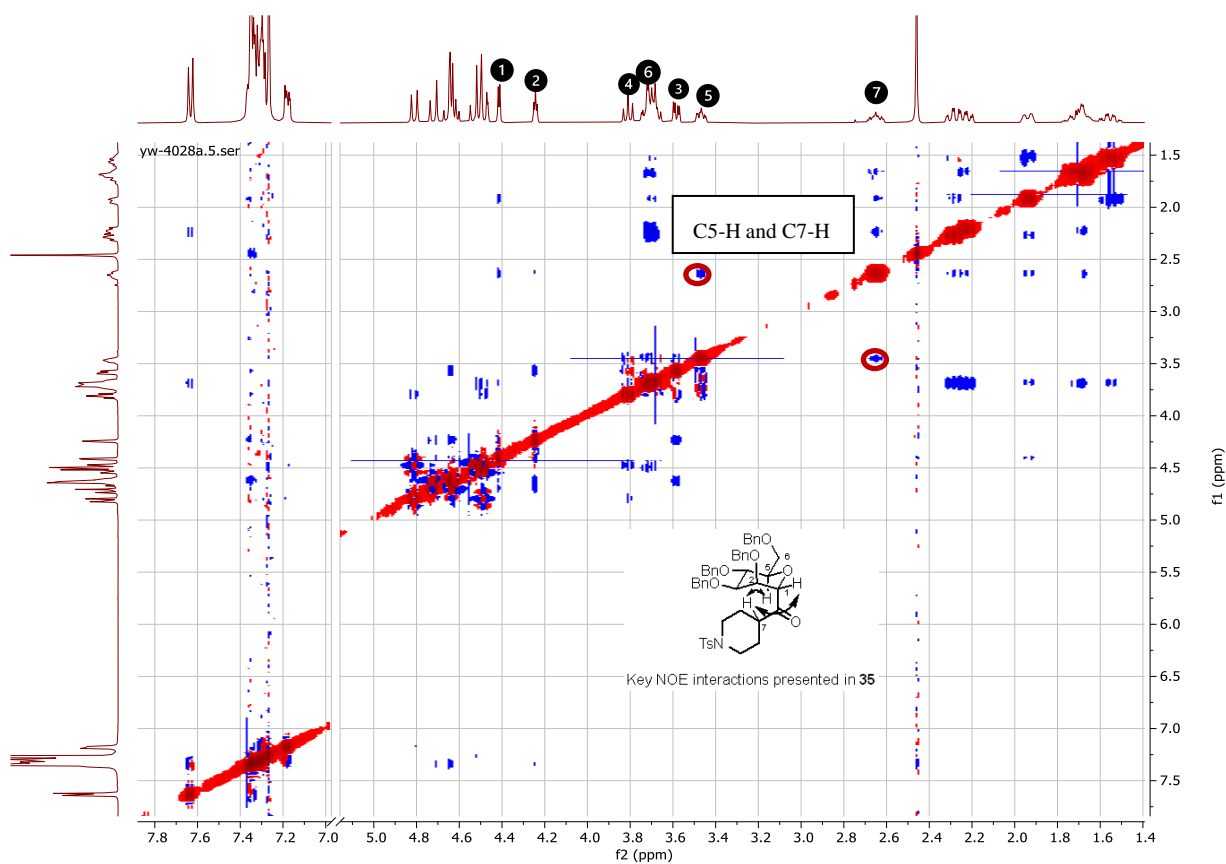 1
2
4
6
3
5
7
yw-4028a.5.ser
C5-H and C7-H
1.5
2.0
2.5
3.0
3.5
4.0
4.5
5.0
5.5
6.0
6.5
7.0
7.5
f1 (ppm)
BnO
BnO
6
BnO
5
O
BnO
2
H
H
1
H
O
7
TsN
Key NOE interactions presented in 35
7.8 7.6 7.4 7.2 7.0 5.0 4.8 4.6 4.4 4.2 4.0 3.8 3.6 3.4 3.2 3.0 2.8 2.6 2.4 2.2 2.0 1.8 1.6 1.4
f2 (ppm)